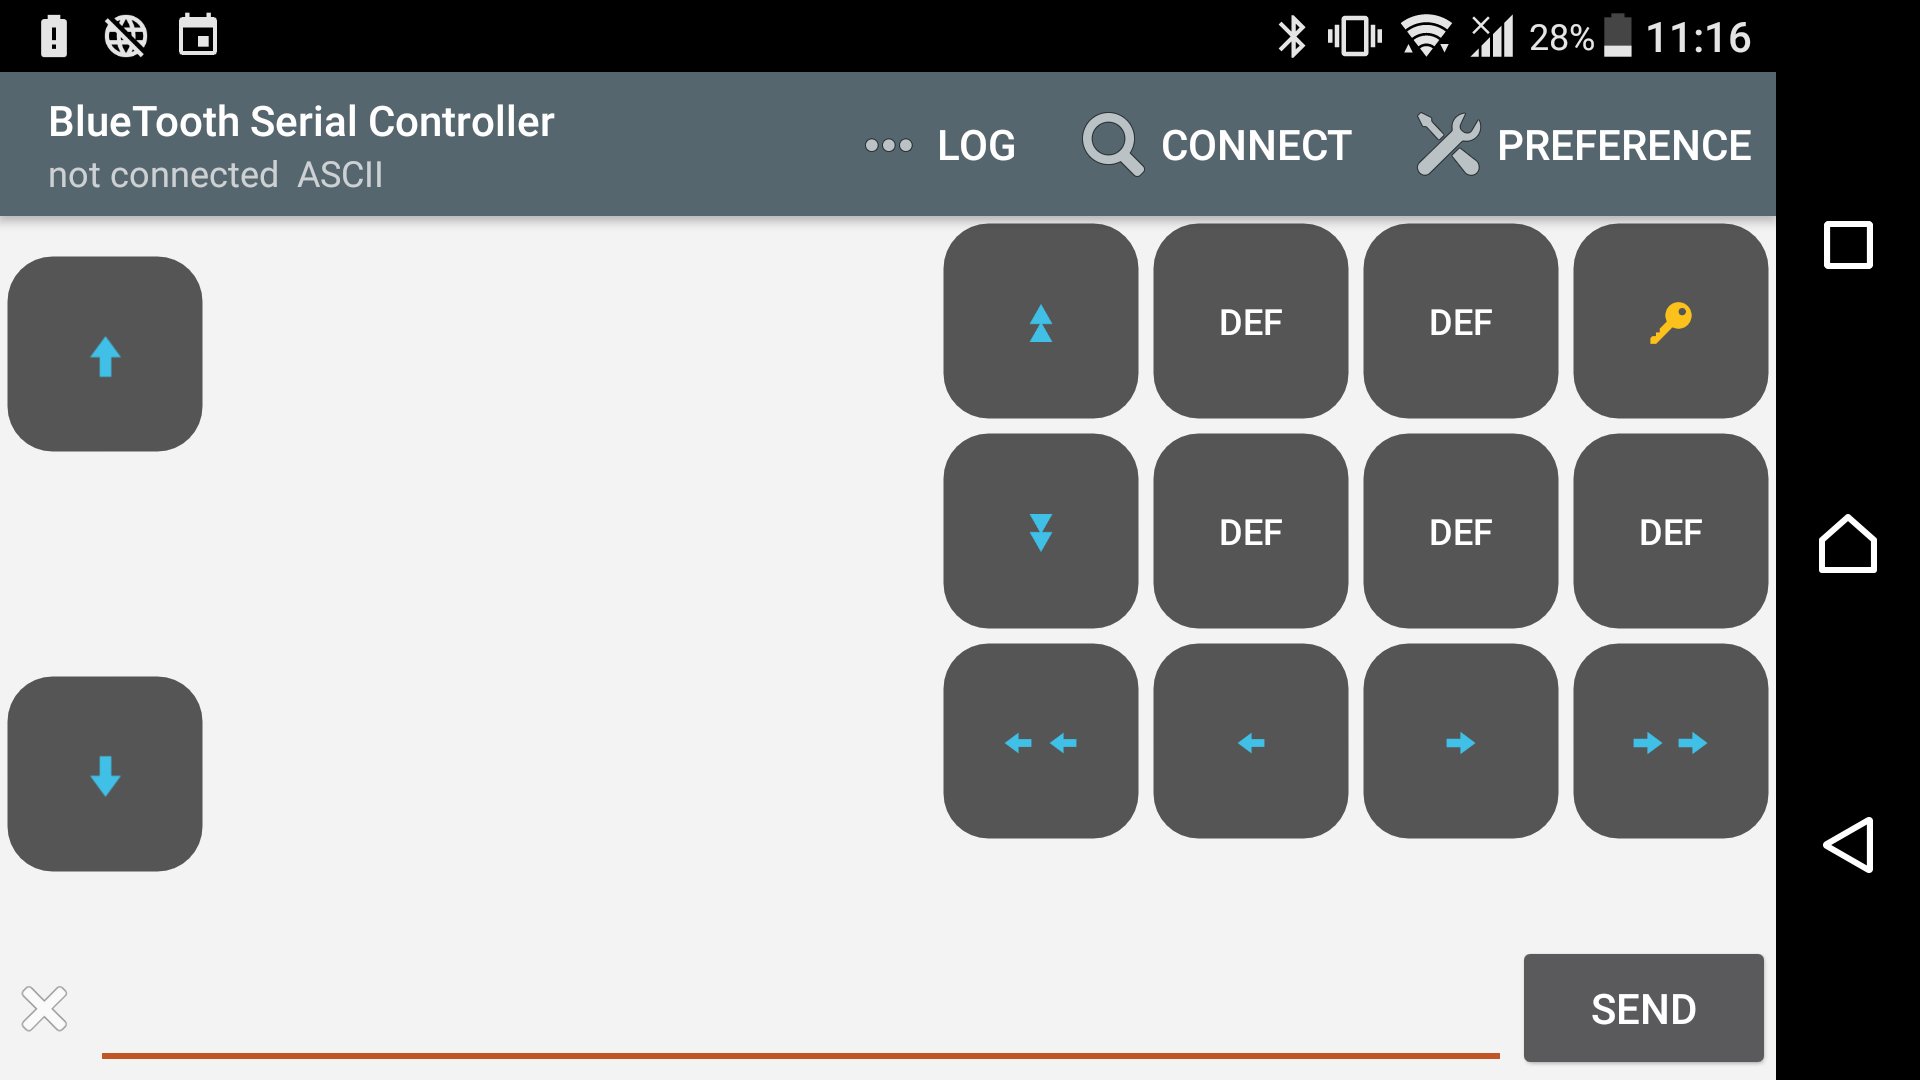 28% 11:16
BlueTooth Serial Controller
not connected ASCII
LOG CONNECT PREFERENCE
DEF DEF
DEF DEF DEF
SEND